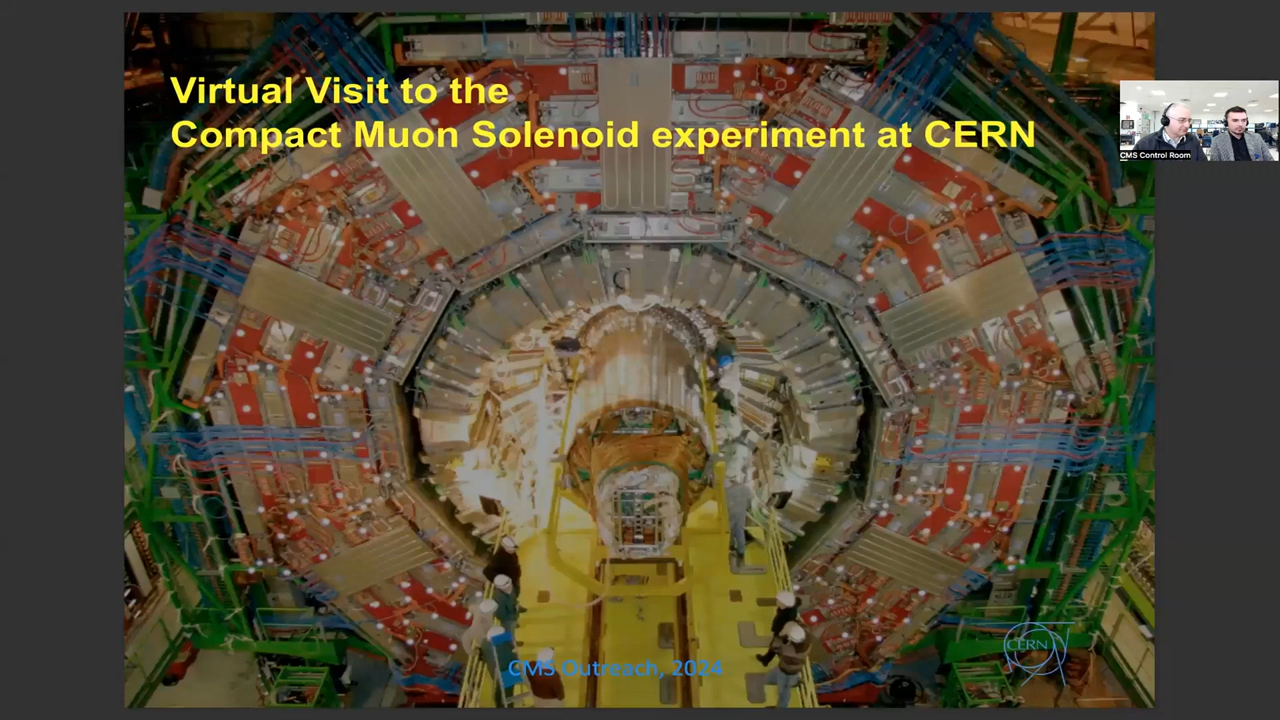 Virtual Visit to the
Compact Muon Solenoid experiment at CERN
CMS Control Room
CERN
CMS Outreach, 2024